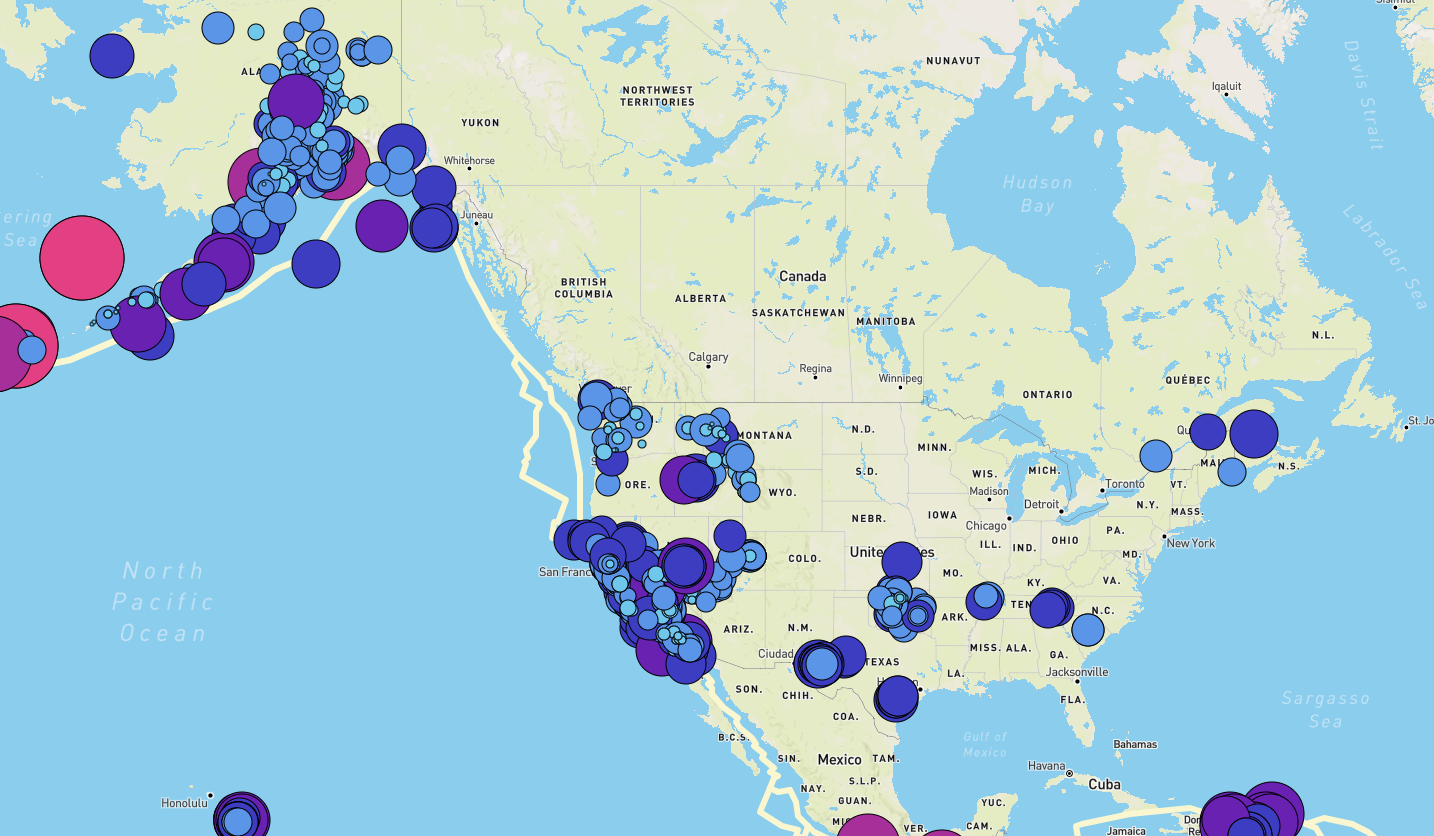 Davis Strait
NUNAVUT
ALA
Iqaluit
NORTHWEST
TERRITORIES
YUKON
Whitehorse
Hudson
Bay
Juneau
Sea
Labrador Sea
Canada
BRITISH
COLUMBIA
ALBERTA
SASKATCHEWAN
MANITOBA
N.L.
Calgary
Regina
Winnipeg
QUÉBEC
ONTARIO
St. Jo
N.D.
MONTANA
Qu
MINN.
MAI
N.S.
S.D.
WIS.
MICH.
ORE.
WYO.
Madison
Detroit
Toronto
VT.
N.Y.
MASS.
NEBR.
IOWA
Chicago
PA.
New York
ILL.
IND.
OHIO
MD.
COLO.
United
es
North
Pacific
Ocean
San Franc
MO.
KY.
VA.
TEN
N.C.
ARK.
ARIZ.
N.M.
MISS.
ALA.
GA.
Ciudad
TEXAS
LA.
Jacksonville
SON.
CHIH.
FLA.
Sargasso
Sea
COA.
B.C.S.
Gulf of
Mexico
Bahamas
SIN.
Mexico
TAM.
Havana
Cuba
S.L.P.
NAY.
GUAN.
Honolulu
YUC.
VER.
CAM.
Jamaica
Re